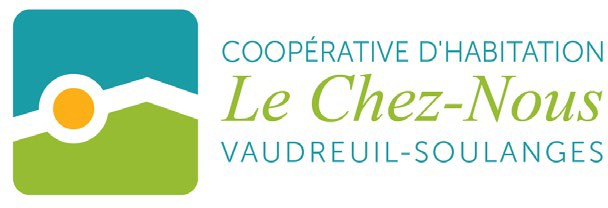 COOPÉRATIVE D'HABITATION
Le Chez-Nous
VAUDREUIL-SOULANGES